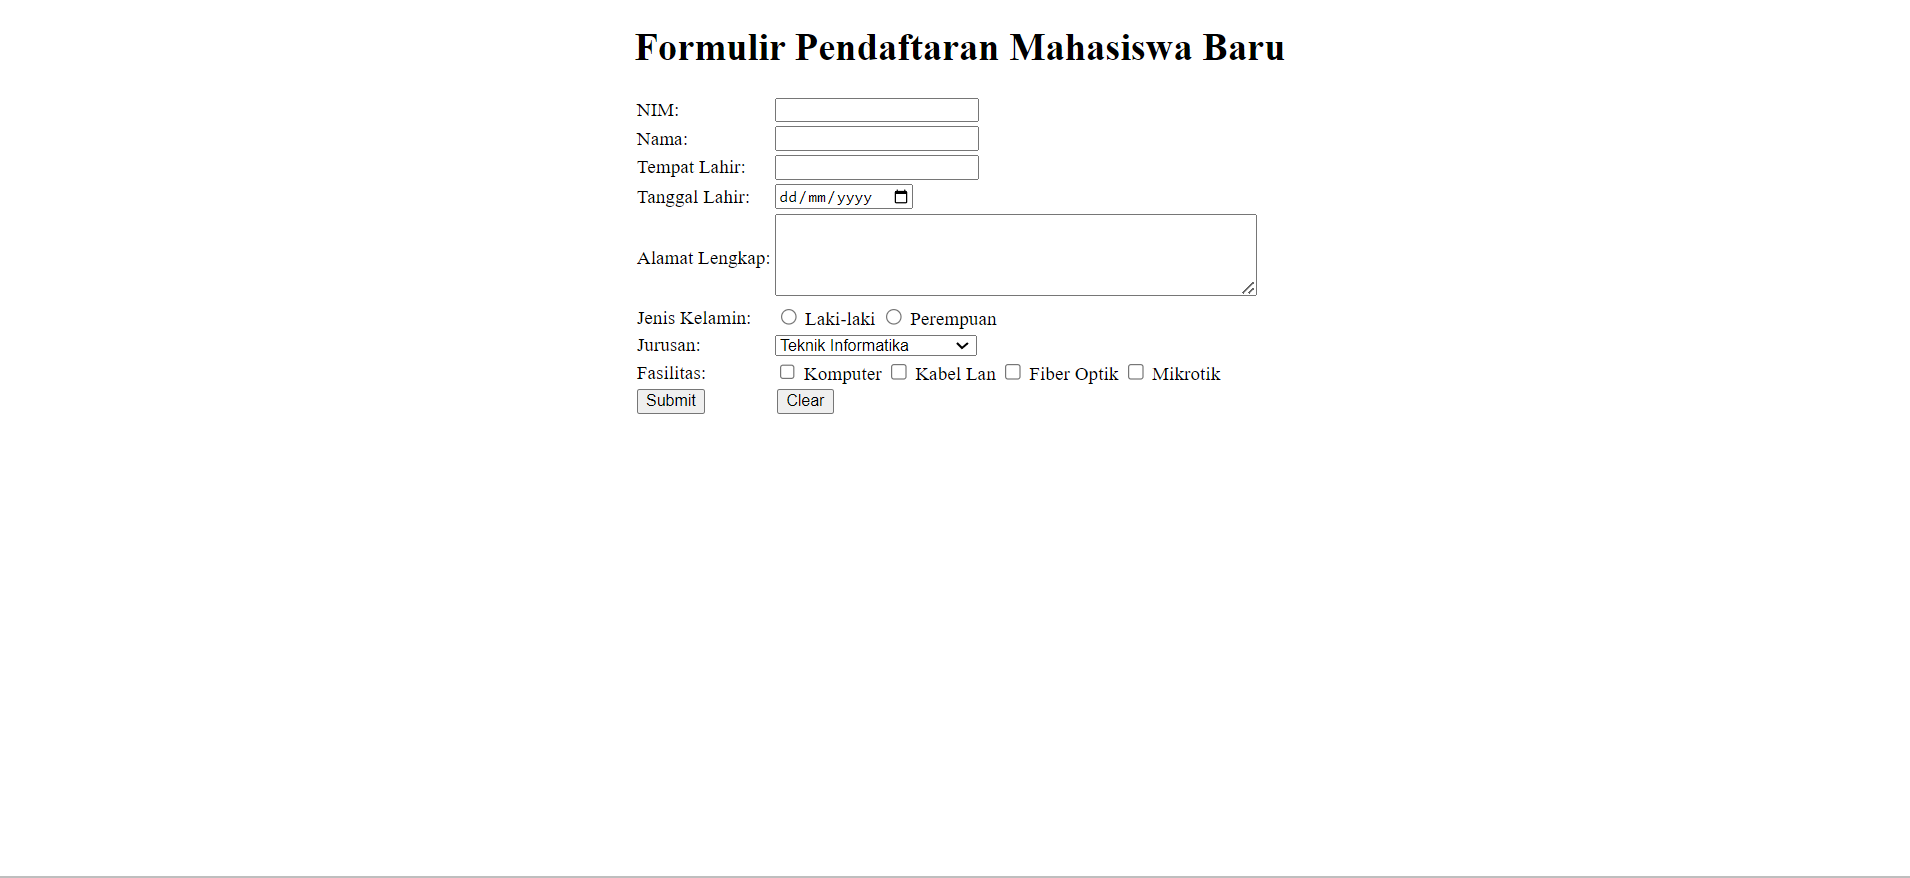 Formulir Pendaftaran Mahasiswa Baru
NIM:
Nama:
Tempat Lahir:
Tanggal Lahir: dd/mm/yyyy
Alamat Lengkap:
Jenis Kelamin: Laki-laki Perempuan
Jurusan: Teknik Informatika
Fasilitas: Komputer Kabel Lan Fiber Optik Mikrotik
Submit Clear